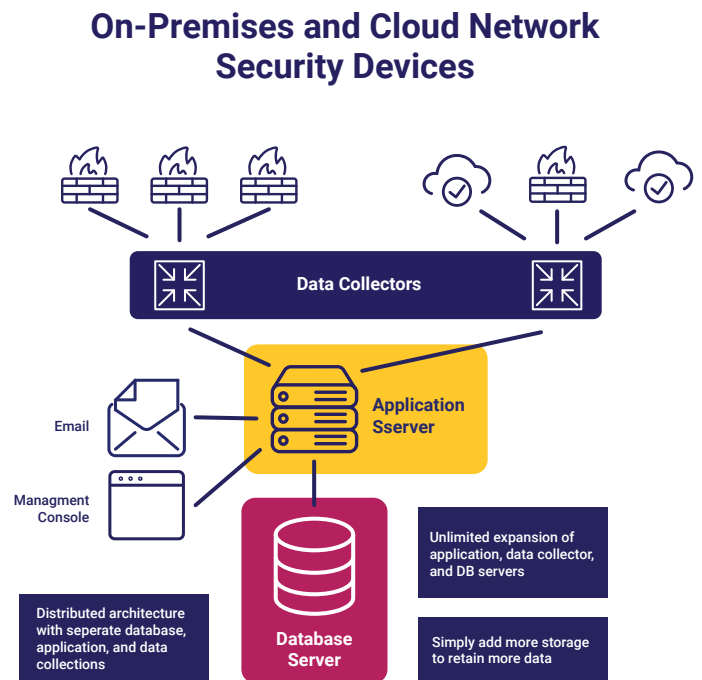 On-Premises and Cloud Network
Security Devices
Data Collectors
Application
Sserver
Email
Managment
Console
Unlimited expansion of
application, data collector,
and DB servers
Distributed architecture
with seperate database,
application, and data
collections
Database
Server
Simply add more storage
to retain more data